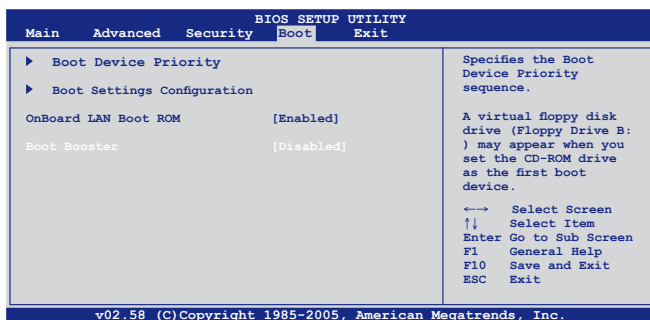 BIOS SETUP UTILITY
Main Advanced Security Boot Exit
Boot Device Priority
Boot Settings Configuration
OnBoard LAN Boot ROM [Enabled]
Boot Booster [Disabled]
Specifies the Boot
Device Priority
sequence.
A virtual floppy disk
drive (Floppy Drive B:
) may appear when you
set the CD-ROM drive
as the first boot
device.
←→ Select Screen
↑↓ Select Item
Enter Go to Sub Screen
F1 General Help
F10 Save and Exit
ESC Exit
v02.58 (C)Copyright 1985-2005, American Megatrends, Inc.